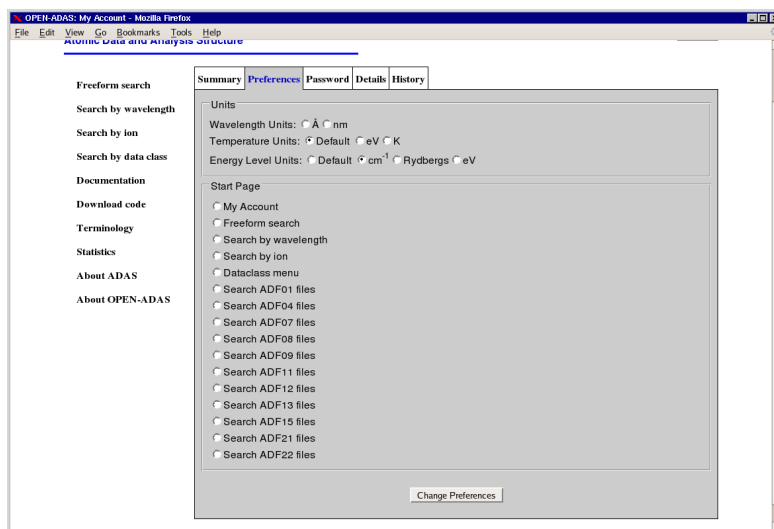 OPEN-ADAS: My Account - Mozilla Firefox
File Edit View Go Bookmarks Tools Help
Atomic Data and Analysis Structure
Freeform search
Search by wavelength
Search by ion
Search by data class
Documentation
Download code
Terminology
Statistics
About ADAS
About OPEN-ADAS
Summary Preferences Password Details History
Units
Wavelength Units: Å nm
Temperature Units: Default eV K
Energy Level Units: Default cm⁻¹ Rydbergs eV
Start Page
My Account
Freeform search
Search by wavelength
Search by ion
Dataclass menu
Search ADF01 files
Search ADF04 files
Search ADF07 files
Search ADF08 files
Search ADF09 files
Search ADF11 files
Search ADF12 files
Search ADF13 files
Search ADF15 files
Search ADF21 files
Search ADF22 files
Change Preferences